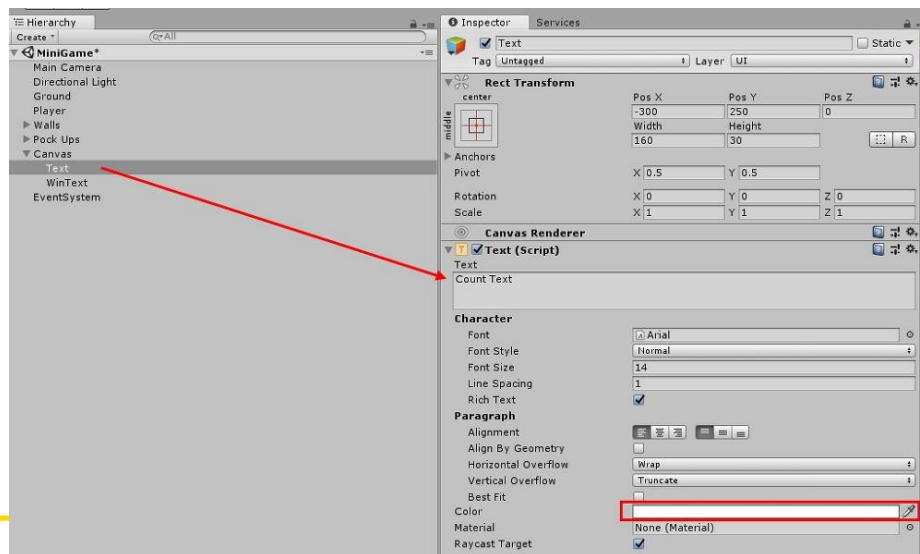 Hierarchy
Create
All
MiniGame*
Main Camera
Directional Light
Ground
Player
Walls
Pock Ups
Canvas
Text
WinText
EventSystem
Inspector Services
Text Static
Tag Untagged Layer UI
Rect Transform
center
middle
Pos X Pos Y Pos Z
-300 250 0
Width Height
160 30 R
Anchors
Pivot X 0.5 Y 0.5
Rotation X 0 Y 0 Z 0
Scale X 1 Y 1 Z 1
Canvas Renderer
Text (Script)
Text
Count Text
Character
Font Arial
Font Style Normal
Font Size 14
Line Spacing 1
Rich Text
Paragraph
Alignment
Align By Geometry
Horizontal Overflow Wrap
Vertical Overflow Truncate
Best Fit
Color
Material None (Material)
Raycast Target